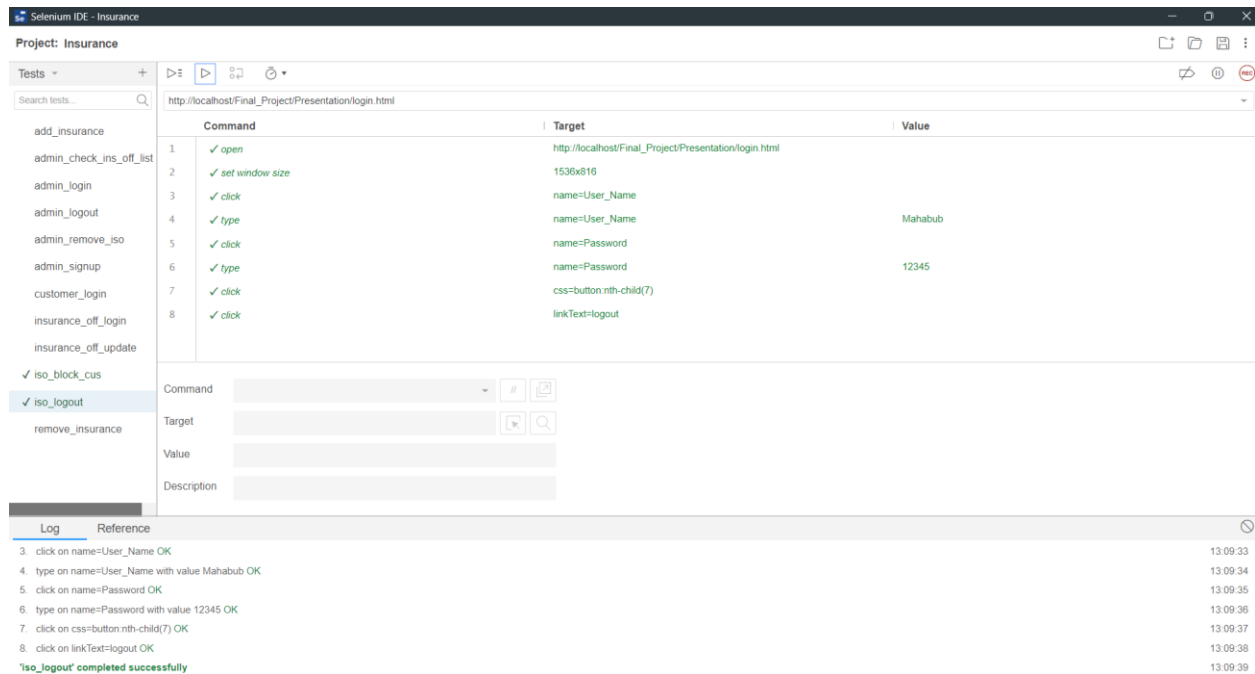 Selenium IDE - Insurance
Project: Insurance
Tests
Search tests...
add_insurance
admin_check_ins_off_list
admin_login
admin_logout
admin_remove_iso
admin_signup
customer_login
insurance_off_login
insurance_off_update
✓ iso_block_cus
✓ iso_logout
remove_insurance
REC
http://localhost/Final_Project/Presentation/login.html
Command Target Value
1 ✓ open http://localhost/Final_Project/Presentation/login.html
2 ✓ set window size 1536x816
3 ✓ click name=User_Name
4 ✓ type name=User_Name Mahabub
5 ✓ click name=Password
6 ✓ type name=Password 12345
7 ✓ click css=button:nth-child(7)
8 ✓ click linkText=logout
Command //
Target
Value
Description
Log Reference
3. click on name=User_Name OK 13:09:33
4. type on name=User_Name with value Mahabub OK 13:09:34
5. click on name=Password OK 13:09:35
6. type on name=Password with value 12345 OK 13:09:36
7. click on css=button:nth-child(7) OK 13:09:37
8. click on linkText=logout OK 13:09:38
'iso_logout' completed successfully 13:09:39